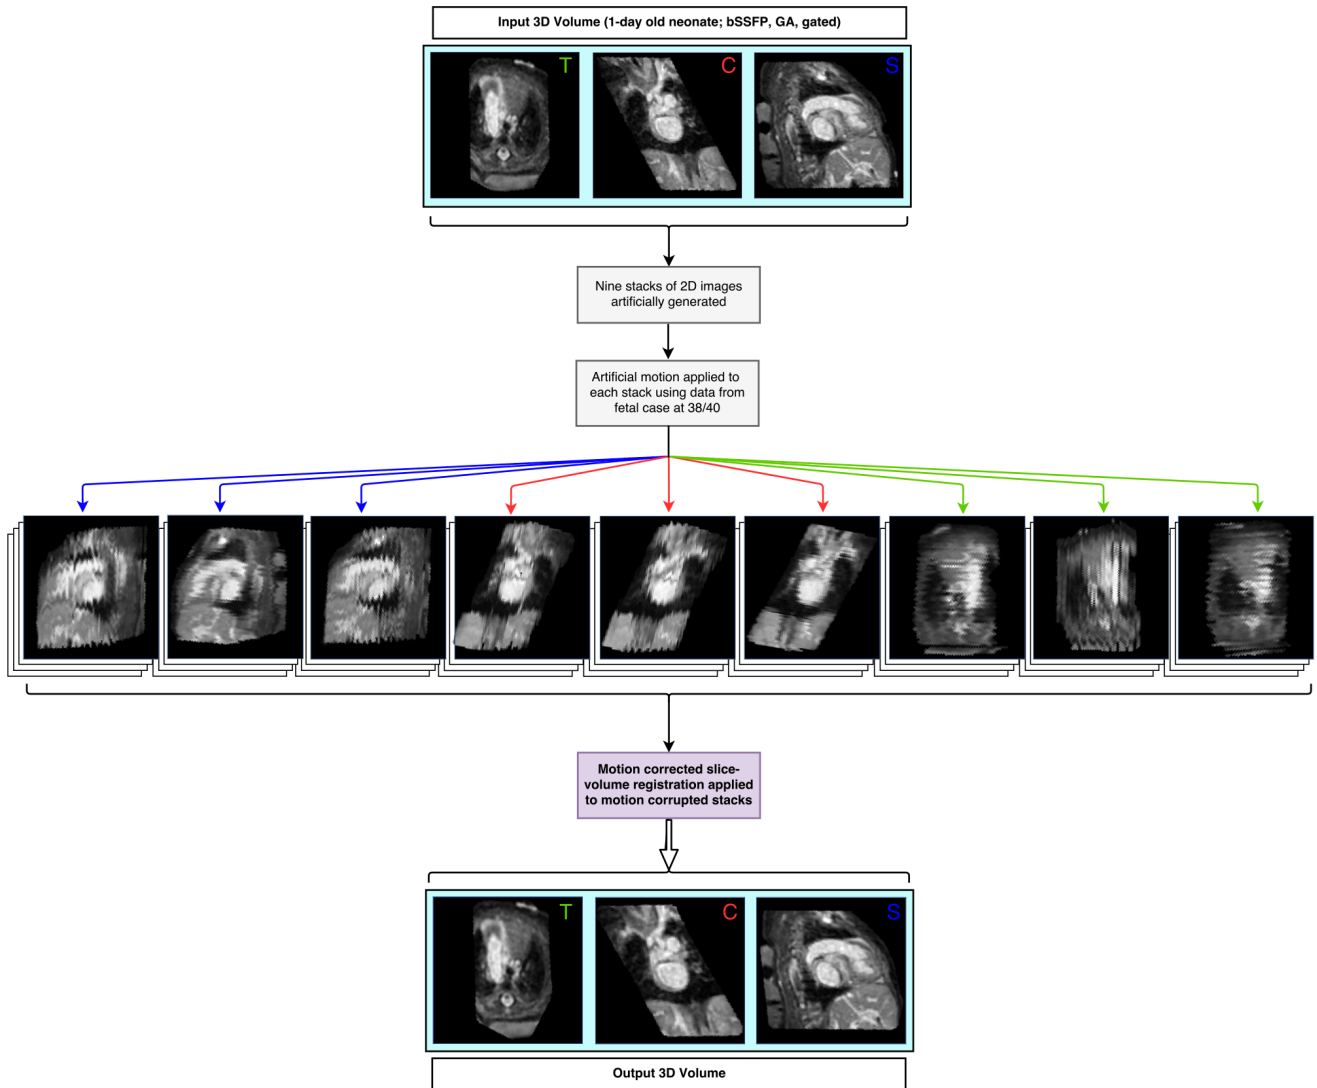 Input 3D Volume (1-day old neonate; bSSFP, GA, gated)
T
C
S
Nine stacks of 2D images
artificially generated
Artificial motion applied to
each stack using data from
fetal case at 38/40
Motion corrected slice-
volume registration applied
to motion corrupted stacks
T
C
S
Output 3D Volume